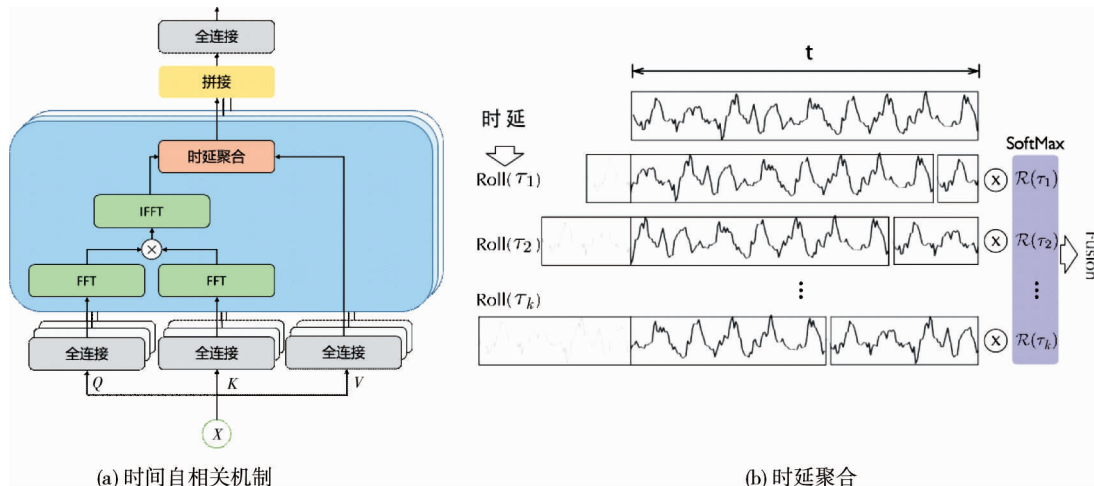 全连接
拼接
时延聚合
IFFT
×
FFT
FFT
全连接
全连接
全连接
Q
K
V
X
(a) 时间自相关机制
t
时延
SoftMax
Roll(τ₁)
x
R(τ₁)
Roll(τ₂)
x
R(τ₂)
Fusion
⋮
⋮
Roll(τₖ)
x
R(τₖ)
(b) 时延聚合